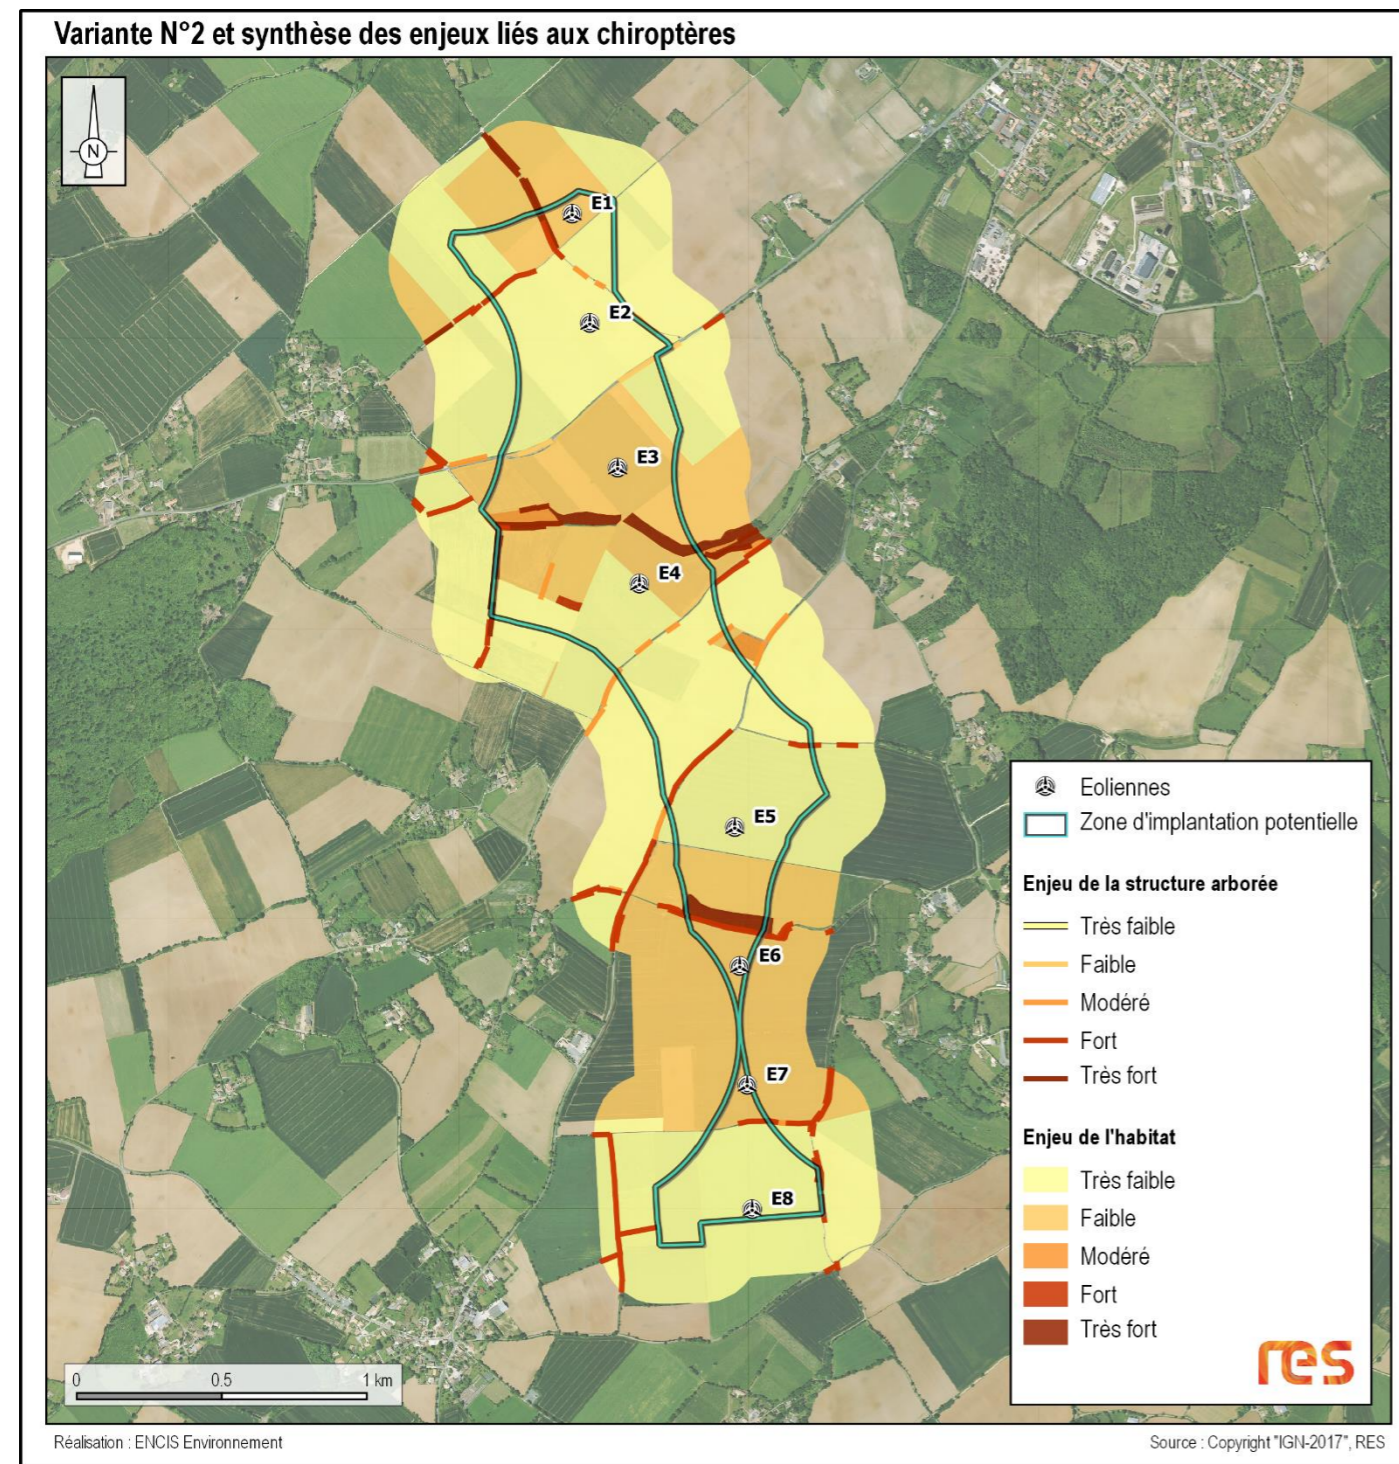 Variante N°2 et synthèse des enjeux liés aux chiroptères
N
E1
E2
E3
E4
E5
E6
E7
E8
Eoliennes
Zone d'implantation potentielle
Enjeu de la structure arborée
Très faible
Faible
Modéré
Fort
Très fort
Enjeu de l'habitat
Très faible
Faible
Modéré
Fort
Très fort
res
0 0.5 1 km
Réalisation : ENCIS Environnement
Source : Copyright "IGN-2017", RES